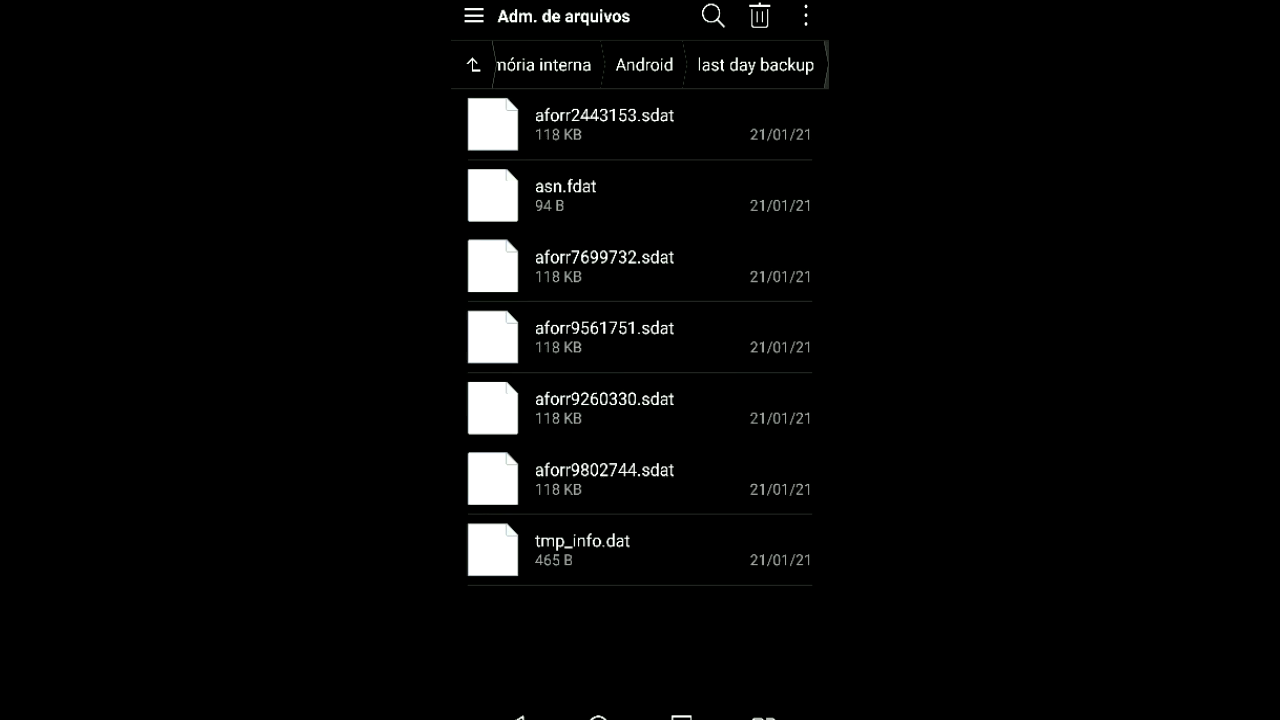 Adm. de arquivos
mória interna
Android
last day backup
aforr2443153.sdat
118 KB
21/01/21
asn.fdat
94 B
21/01/21
aforr7699732.sdat
118 KB
21/01/21
aforr9561751.sdat
118 KB
21/01/21
aforr9260330.sdat
118 KB
21/01/21
aforr9802744.sdat
118 KB
21/01/21
tmp_info.dat
465 B
21/01/21